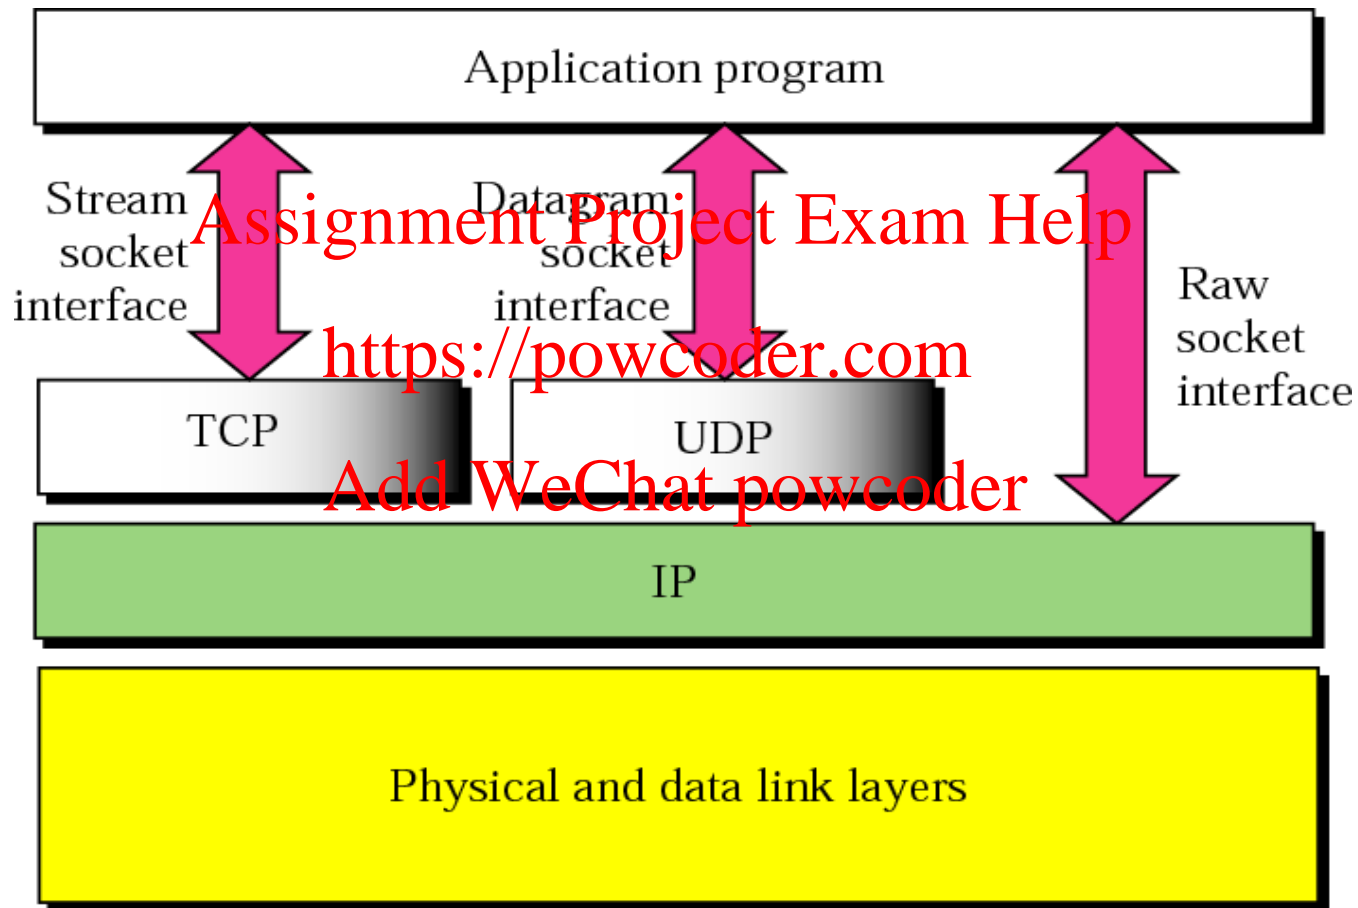 Application program
Stream
socket
interface
Datagram
socket
interface
Raw
socket
interface
Assignment Project Exam Help
https://powcoder.com
TCP
UDP
Add WeChat powcoder
IP
Physical and data link layers